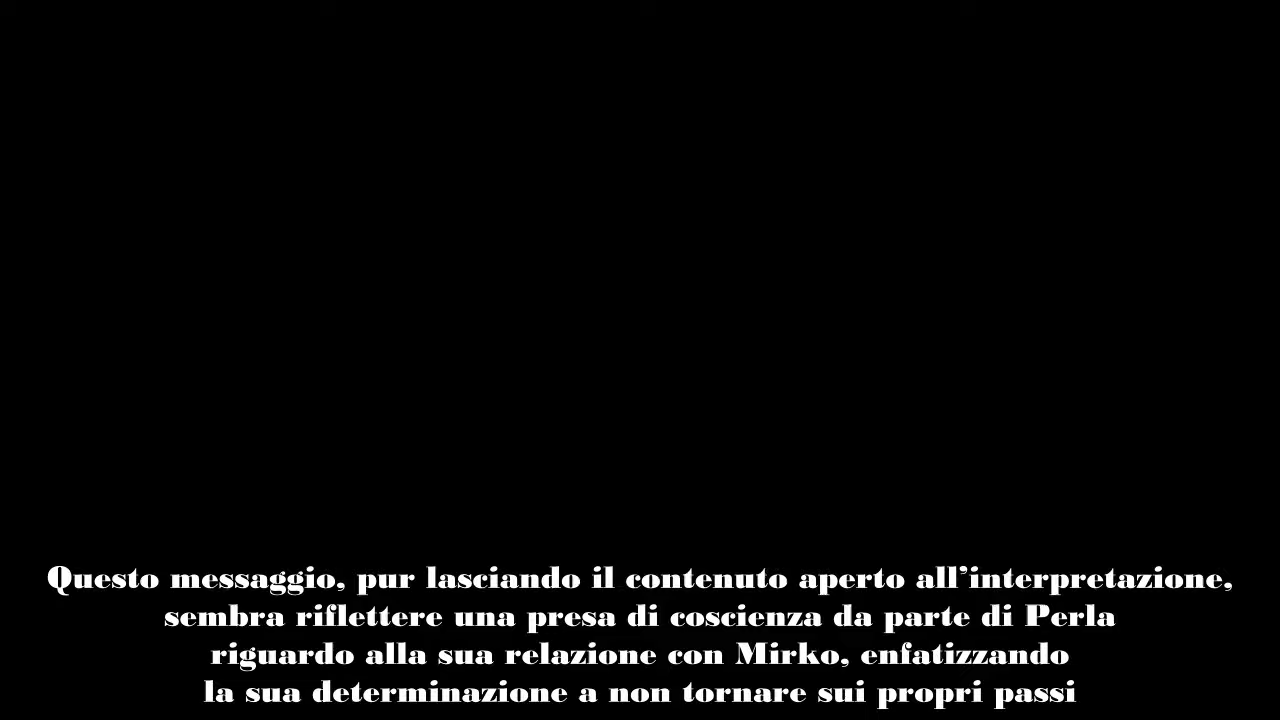 Questo messaggio, pur lasciando il contenuto aperto all’interpretazione,
sembra riflettere una presa di coscienza da parte di Perla
riguardo alla sua relazione con Mirko, enfatizzando
la sua determinazione a non tornare sui propri passi